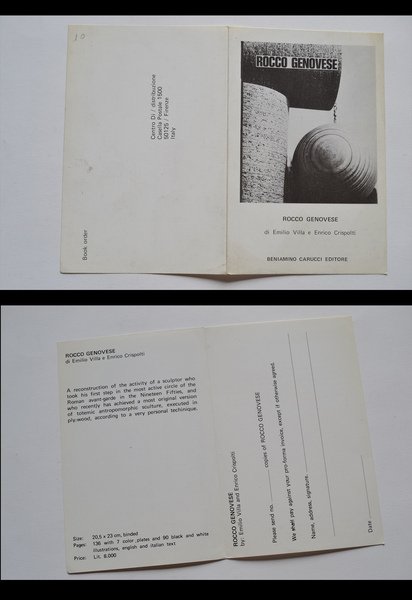 10
Centro Di / distribuzione
Casella Postale 1500
50125 / Firenze
Italy
Book order
ROCCO GENOVESE
ROCCO GENOVESE
di Emilio Villa e Enrico Crispolti
BENIAMINO CARUCCI EDITORE
ROCCO GENOVESE
di Emilio Villa e Enrico Crispolti
A reconstruction of the activity of a sculptor who
took his first step in the most active circle of the
Roman avant-garde in the Nineteen Fifties, and
who recently has achieved a most original version
of totemic antropomorphic sculture, executed in
ply-wood, according to a very personal techinique.
Size: 20,5 x 23 cm, binded
Pages: 136 with 7 color plates and 90 black and white
illustrations, english and italian text
Price: Lit. 8.000
ROCCO GENOVESE
by: Emilio Villa and Enrico Crispolti
Please send no. copies of ROCCO GENOVESE
We shall pay against your pro-forma invoice, except if otherwise agreed.
Name, address, signature.
Date